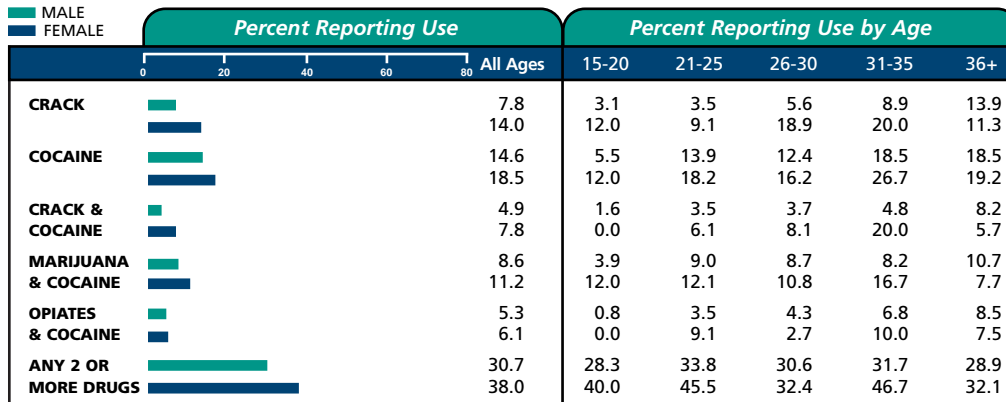 MALE
FEMALE
Percent Reporting Use
Percent Reporting Use by Age
0 20 40 60 80 All Ages 15-20 21-25 26-30 31-35 36+
CRACK 7.8 3.1 3.5 5.6 8.9 13.9
14.0 12.0 9.1 18.9 20.0 11.3
COCAINE 14.6 5.5 13.9 12.4 18.5 18.5
18.5 12.0 18.2 16.2 26.7 19.2
CRACK & 4.9 1.6 3.5 3.7 4.8 8.2
COCAINE 7.8 0.0 6.1 8.1 20.0 5.7
MARIJUANA 8.6 3.9 9.0 8.7 8.2 10.7
& COCAINE 11.2 12.0 12.1 10.8 16.7 7.7
OPIATES 5.3 0.8 3.5 4.3 6.8 8.5
& COCAINE 6.1 0.0 9.1 2.7 10.0 7.5
ANY 2 OR 30.7 28.3 33.8 30.6 31.7 28.9
MORE DRUGS 38.0 40.0 45.5 32.4 46.7 32.1